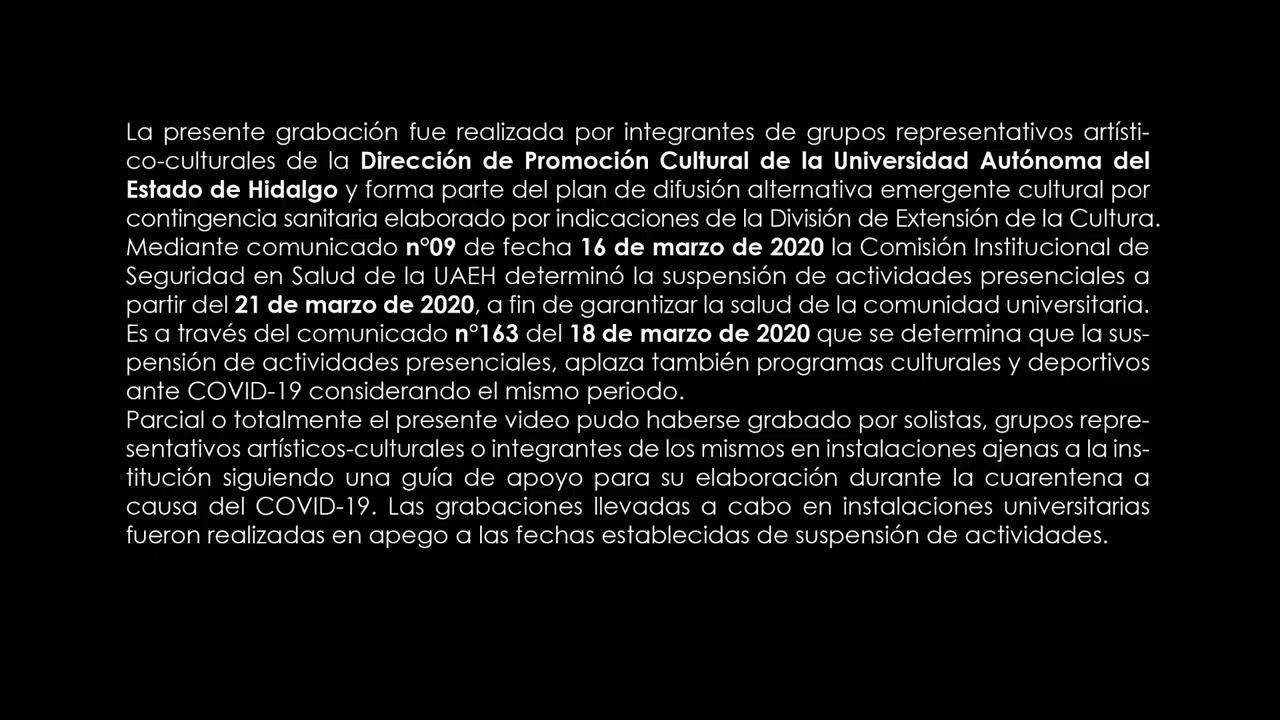 La presente grabación fue realizada por integrantes de grupos representativos artísti-
co-culturales de la Dirección de Promoción Cultural de la Universidad Autónoma del
Estado de Hidalgo y forma parte del plan de difusión alternativa emergente cultural por
contingencia sanitaria elaborado por indicaciones de la División de Extensión de la Cultura.
Mediante comunicado n°09 de fecha 16 de marzo de 2020 la Comisión Institucional de
Seguridad en Salud de la UAEH determinó la suspensión de actividades presenciales a
partir del 21 de marzo de 2020, a fin de garantizar la salud de la comunidad universitaria.
Es a través del comunicado n°163 del 18 de marzo de 2020 que se determina que la sus-
pensión de actividades presenciales, aplaza también programas culturales y deportivos
ante COVID-19 considerando el mismo periodo.
Parcial o totalmente el presente video pudo haberse grabado por solistas, grupos repre-
sentativos artísticos-culturales o integrantes de los mismos en instalaciones ajenas a la ins-
titución siguiendo una guía de apoyo para su elaboración durante la cuarentena a
causa del COVID-19. Las grabaciones llevadas a cabo en instalaciones universitarias
fueron realizadas en apego a las fechas establecidas de suspensión de actividades.